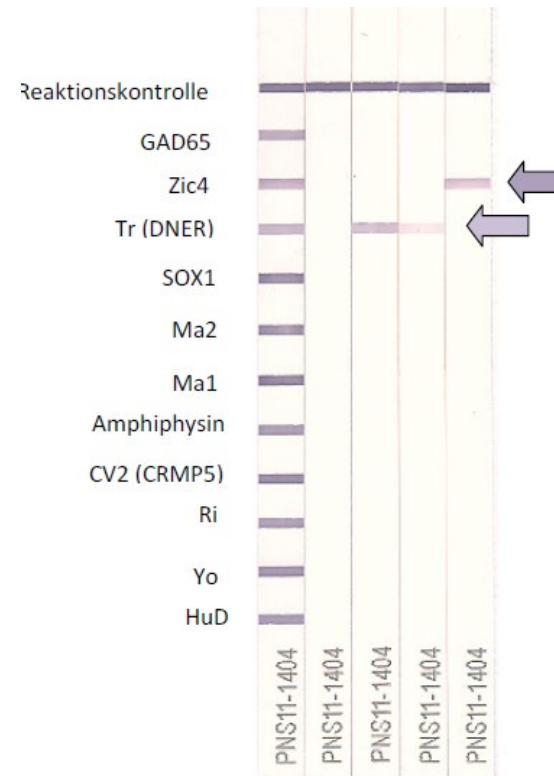 Reaktionskontrolle
GAD65
Zic4
Tr (DNER)
SOX1
Ma2
Ma1
Amphiphysin
CV2 (CRMP5)
Ri
Yo
HuD
PNS11-1404
PNS11-1404
PNS11-1404
PNS11-1404
PNS11-1404